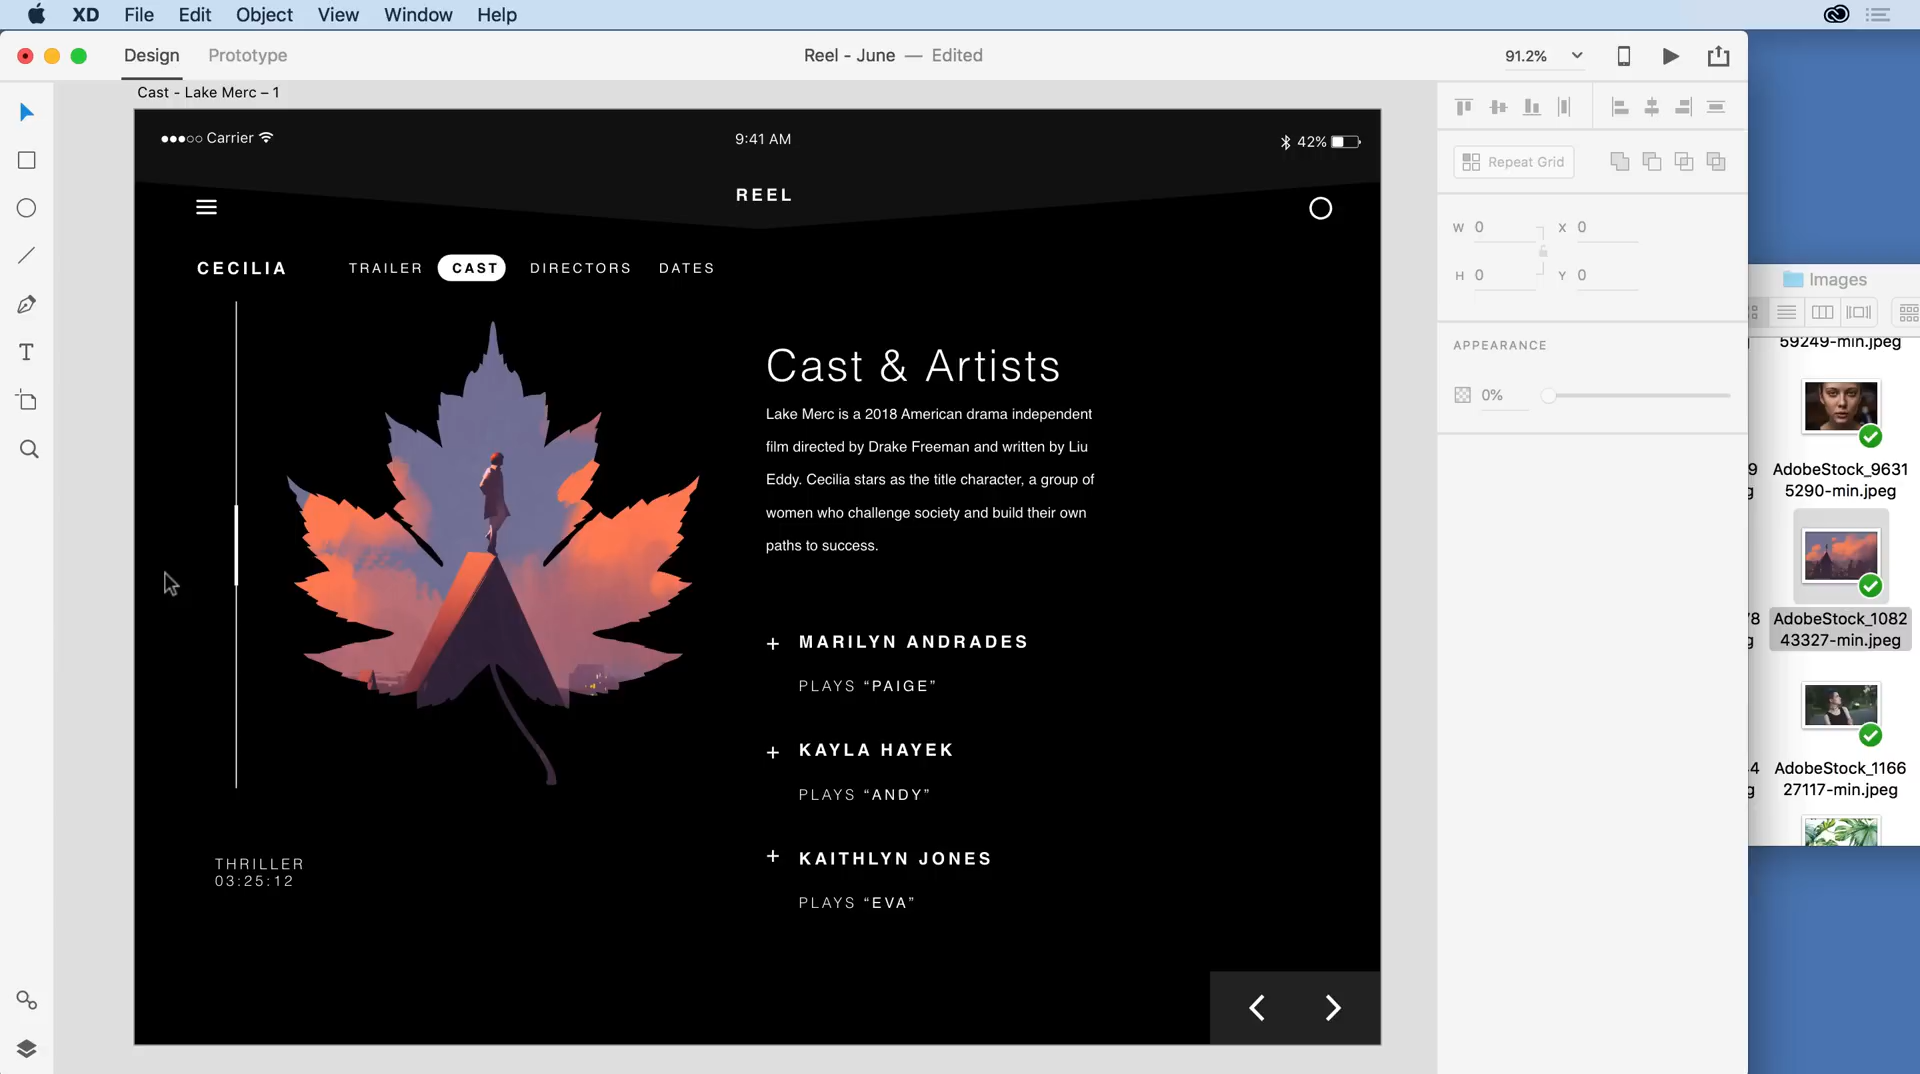 XD File Edit Object View Window Help
Design Prototype
Reel - June — Edited
91.2%
Cast - Lake Merc – 1
Carrier
9:41 AM
42%
REEL
CECILIA
TRAILER CAST DIRECTORS DATES
Cast & Artists
Lake Merc is a 2018 American drama independent
film directed by Drake Freeman and written by Liu
Eddy. Cecilia stars as the title character, a group of
women who challenge society and build their own
paths to success.
+ MARILYN ANDRADES
PLAYS “PAIGE”
+ KAYLA HAYEK
PLAYS “ANDY”
+ KAITHLYN JONES
PLAYS “EVA”
THRILLER
03:25:12
Repeat Grid
W 0 X 0
H 0 Y 0
APPEARANCE
0%
Images
59249-min.jpeg
AdobeStock_9631
5290-min.jpeg
AdobeStock_1082
43327-min.jpeg
AdobeStock_1166
27117-min.jpeg